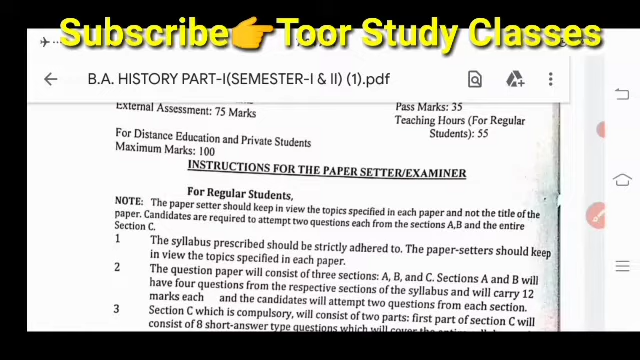 Subscribe👉Toor Study Classes
B.A. HISTORY PART-I(SEMESTER-I & II) (1).pdf
External Assessment: 75 Marks
Pass Marks: 35
Teaching Hours (For Regular
Students): 55
For Distance Education and Private Students
Maximum Marks: 100
INSTRUCTIONS FOR THE PAPER SETTER/EXAMINER
For Regular Students,
NOTE: The paper setter should keep in view the topics specified in each paper and not the title of the
paper. Candidates are required to attempt two questions each from the sections A,B and the entire
Section C.
1 The syllabus prescribed should be strictly adhered to. The paper-setters should keep
in view the topics specified in each paper.
2 The question paper will consist of three sections: A, B, and C. Sections A and B will
have four questions from the respective sections of the syllabus and will carry 12
marks each and the candidates will attempt two questions from each section.
3 Section C which is compulsory, will consist of two parts: first part of section C will
consist of 8 short-answer type questions which will cover the